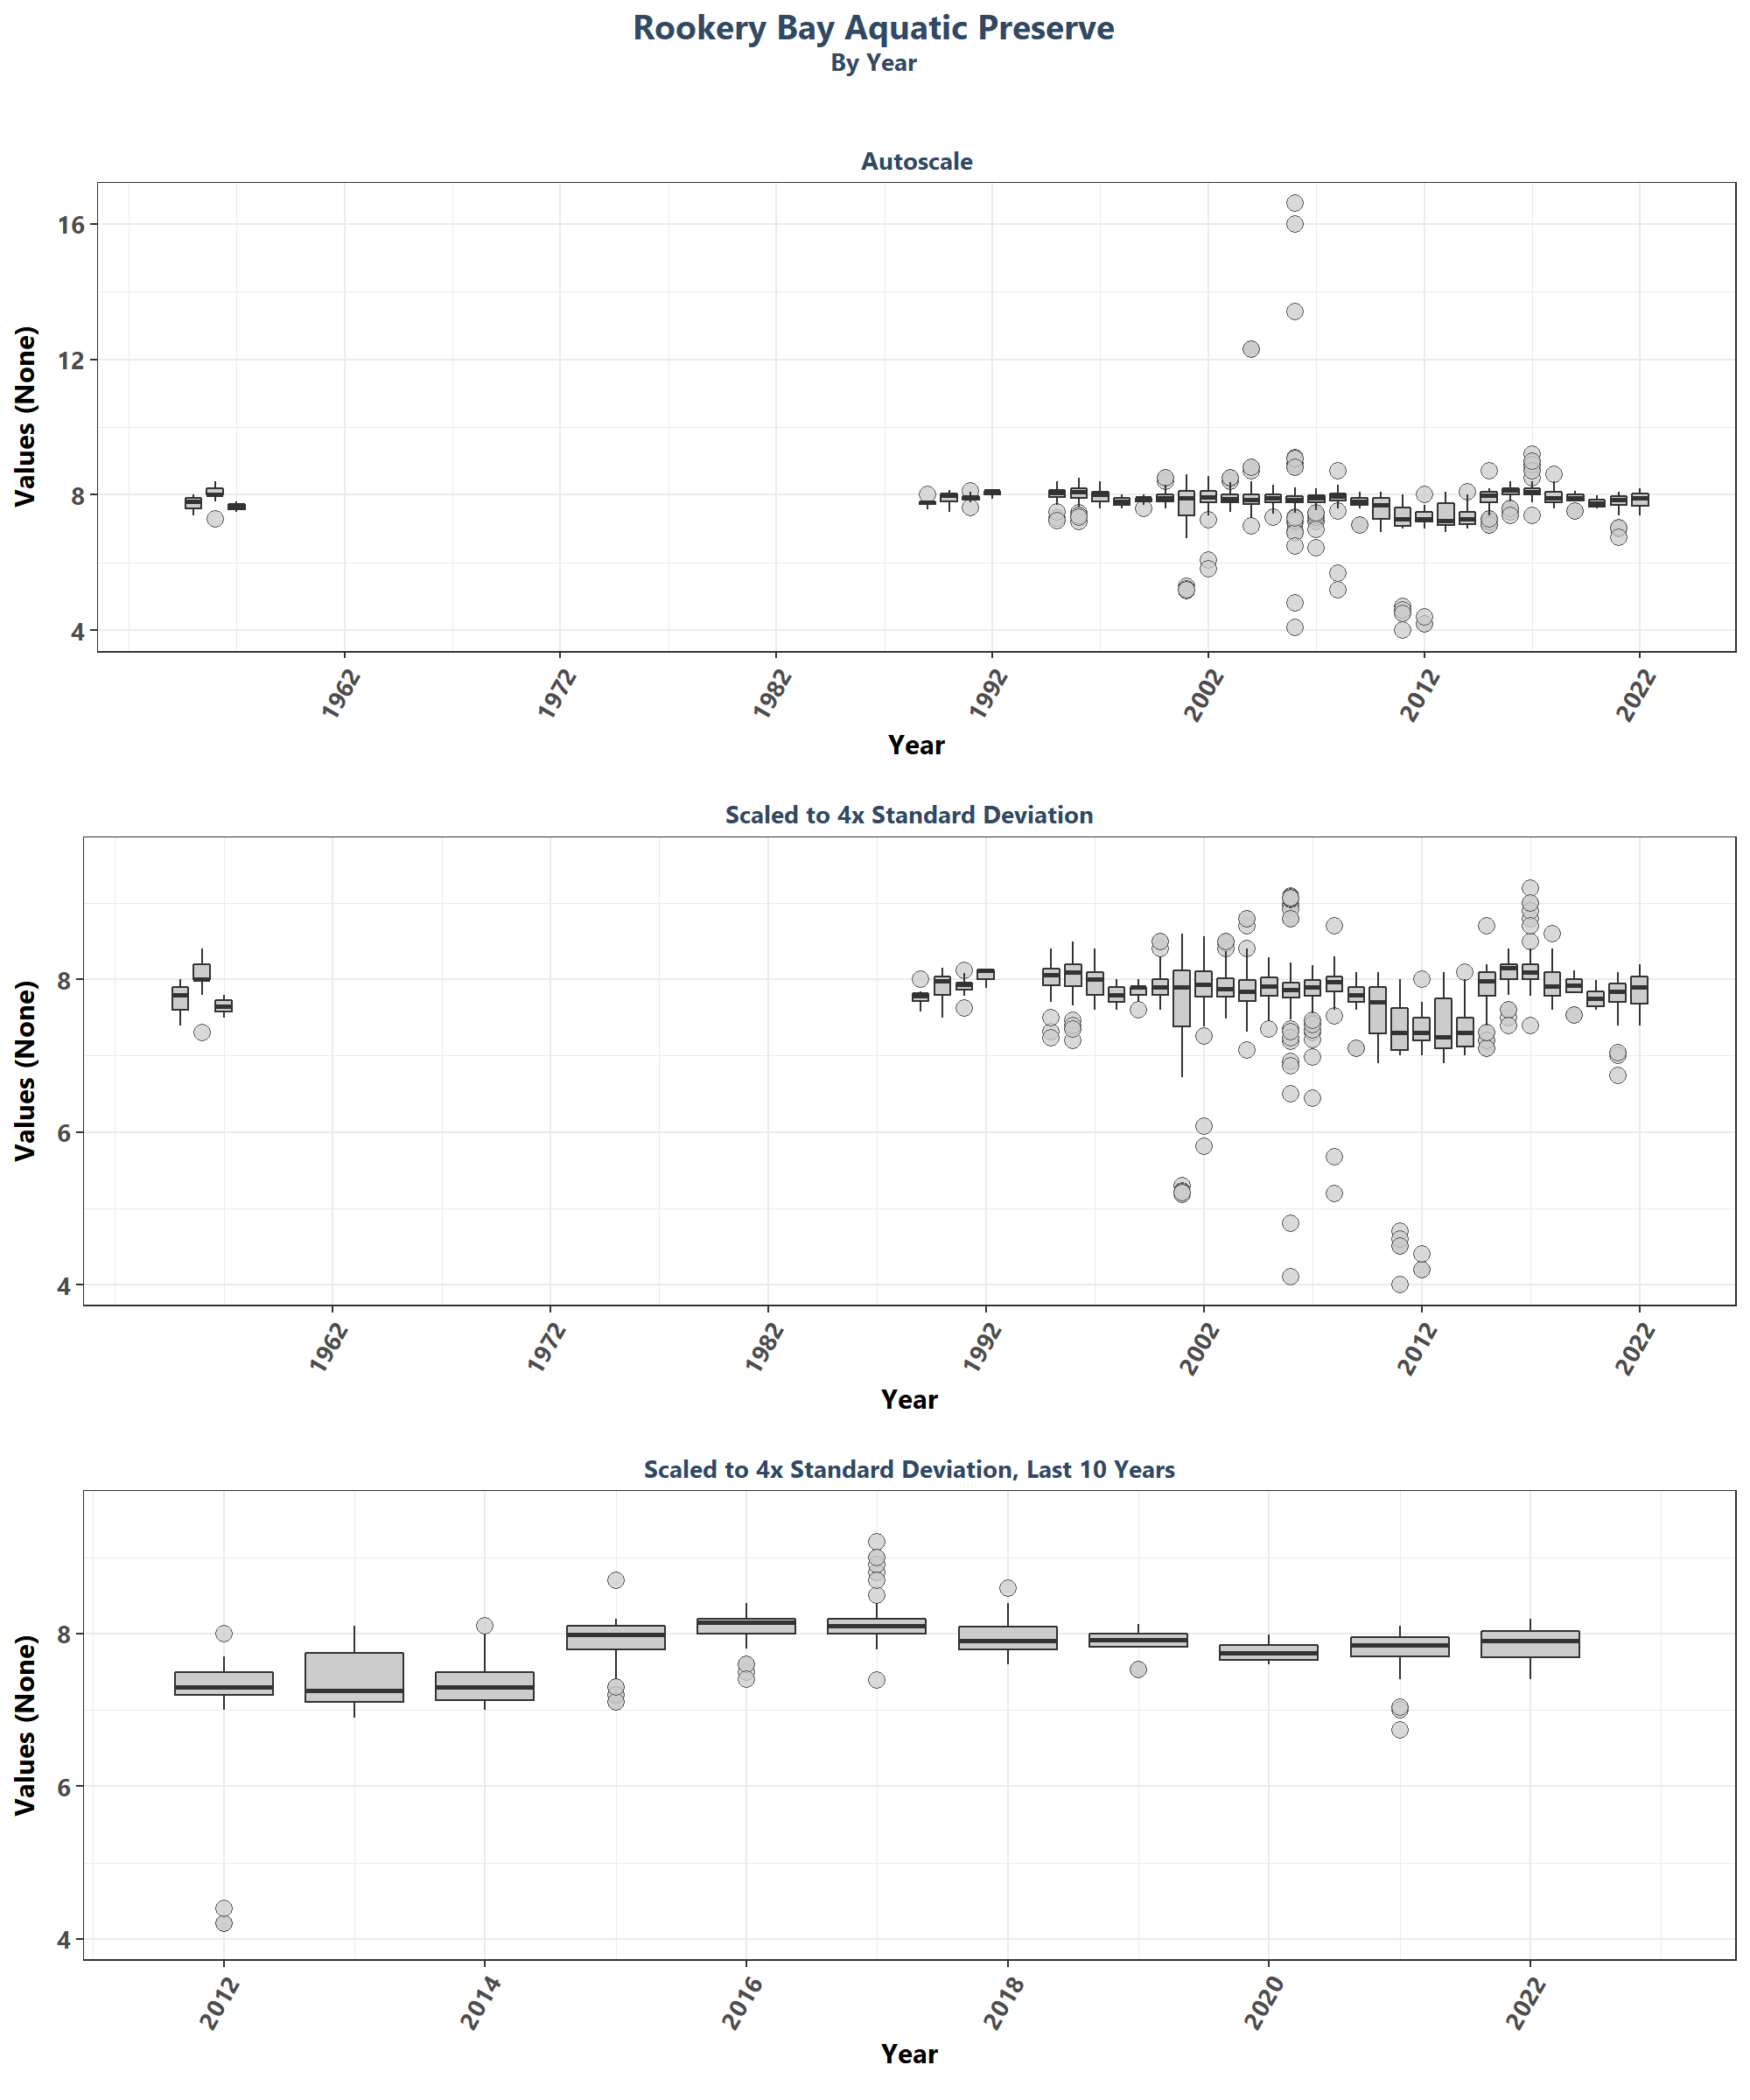 Rookery Bay Aquatic Preserve
By Year
Autoscale
Values (None)
16
12
8
4
1962 1972 1982 1992 2002 2012 2022
Year
Scaled to 4x Standard Deviation
Values (None)
8
6
4
1962 1972 1982 1992 2002 2012 2022
Year
Scaled to 4x Standard Deviation, Last 10 Years
Values (None)
8
6
4
2012 2014 2016 2018 2020 2022
Year